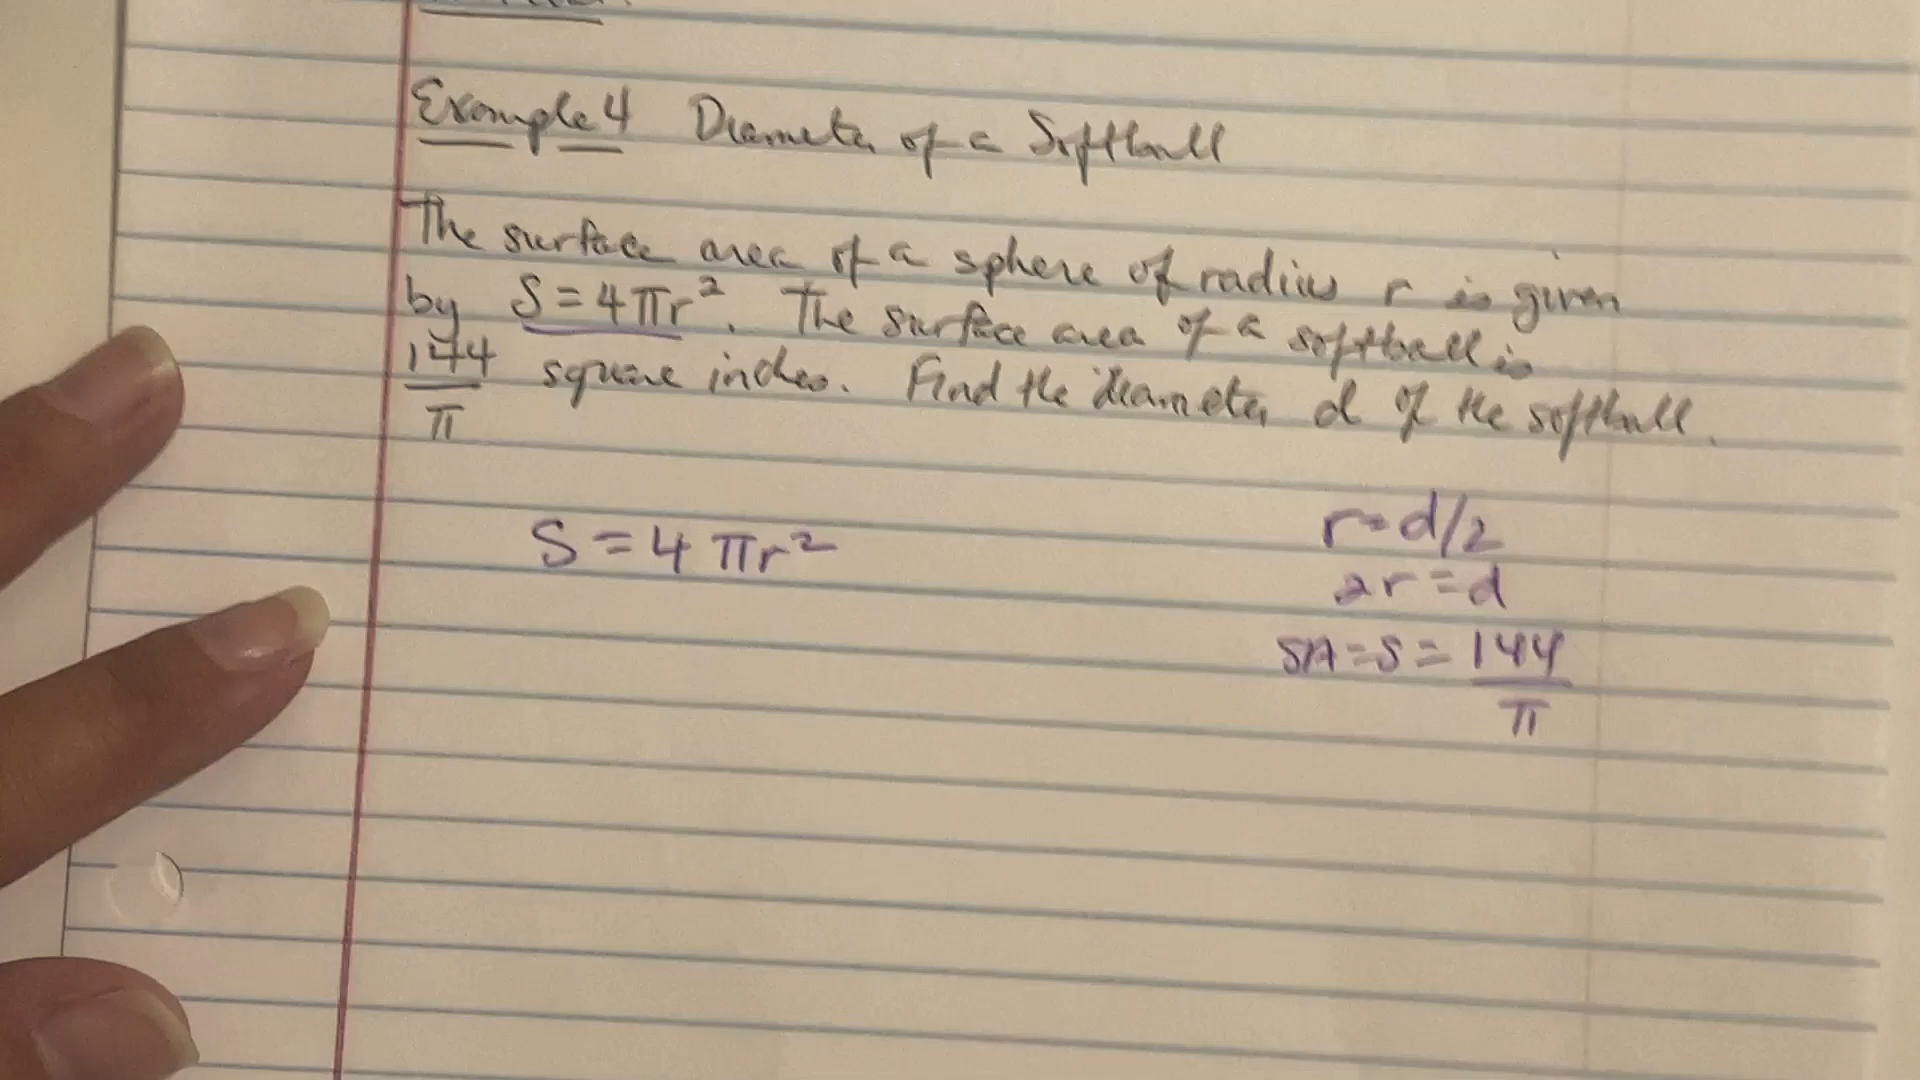 Example 4 Diameter of a Softball
The surface area of a sphere of radius r is given
by S = 4πr². The surface area of a softball is
144/π square inches. Find the diameter d of the softball.
S = 4πr²
r = d/2
2r = d
SA = S = 144/π